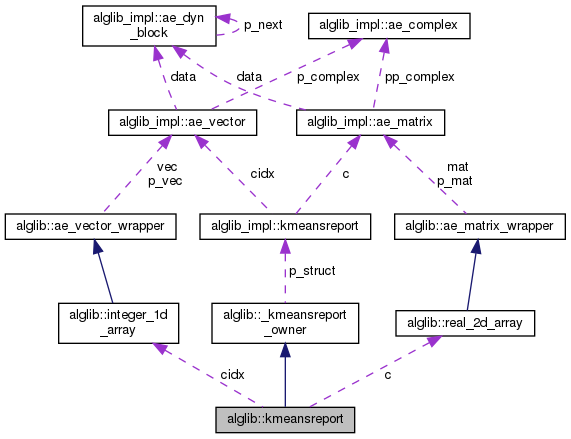 alglib_impl::ae_dyn
_block
p_next
alglib_impl::ae_complex
data
data
p_complex
pp_complex
alglib_impl::ae_vector
alglib_impl::ae_matrix
vec
p_vec
cidx
c
mat
p_mat
alglib::ae_vector_wrapper
alglib_impl::kmeansreport
alglib::ae_matrix_wrapper
p_struct
alglib::integer_1d
_array
alglib::_kmeansreport
_owner
alglib::real_2d_array
cidx
c
alglib::kmeansreport